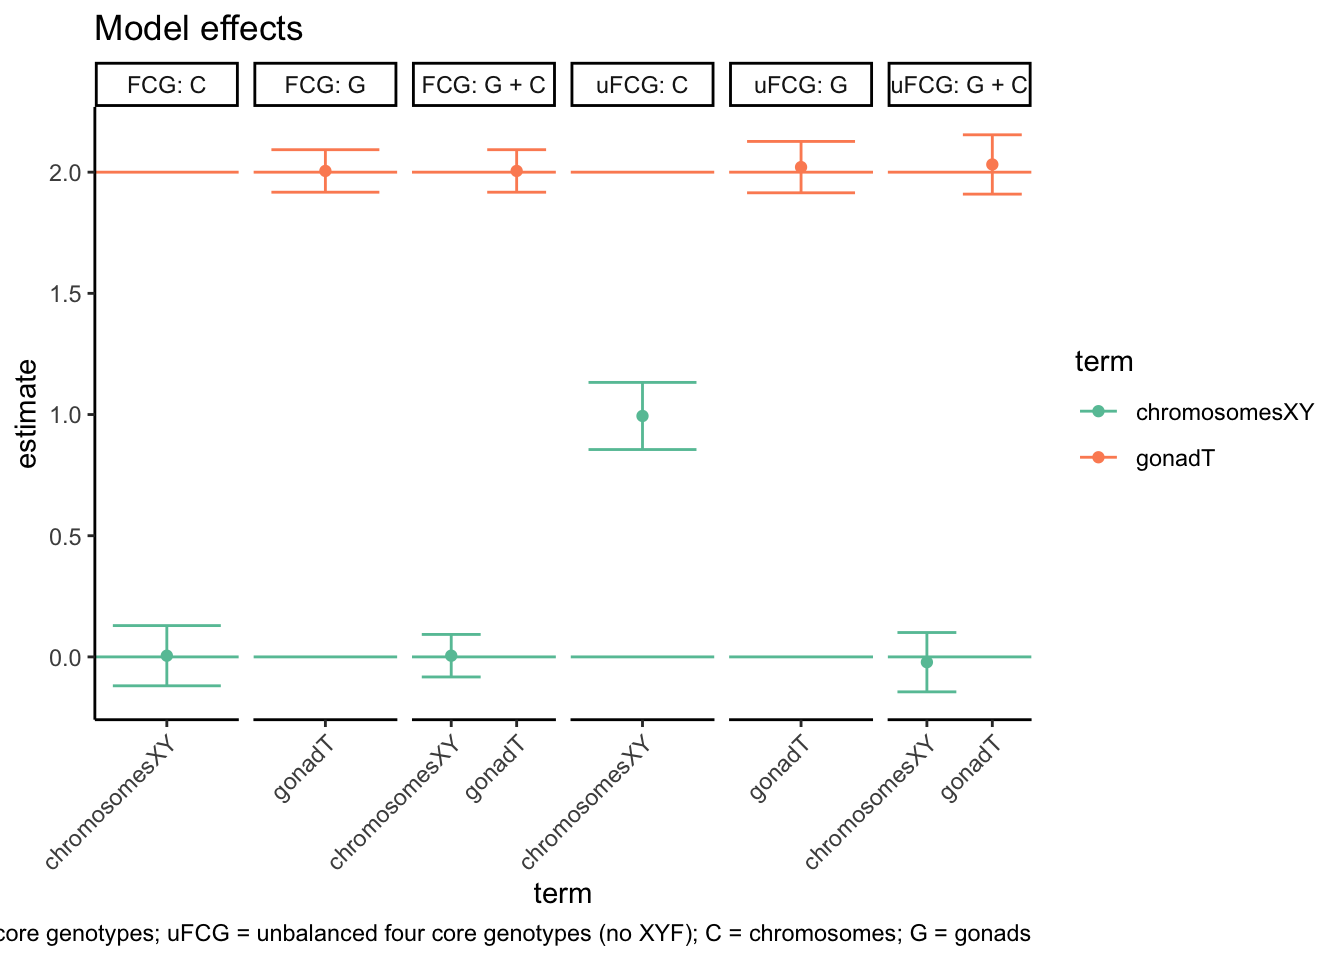 Model effects
FCG: C
FCG: G
FCG: G + C
uFCG: C
uFCG: G
uFCG: G + C
estimate
2.0
1.5
1.0
0.5
0.0
chromosomesXY
gonadT
chromosomesXY
gonadT
chromosomesXY
gonadT
chromosomesXY
gonadT
term
term
chromosomesXY
gonadT
core genotypes; uFCG = unbalanced four core genotypes (no XYF); C = chromosomes; G = gonads